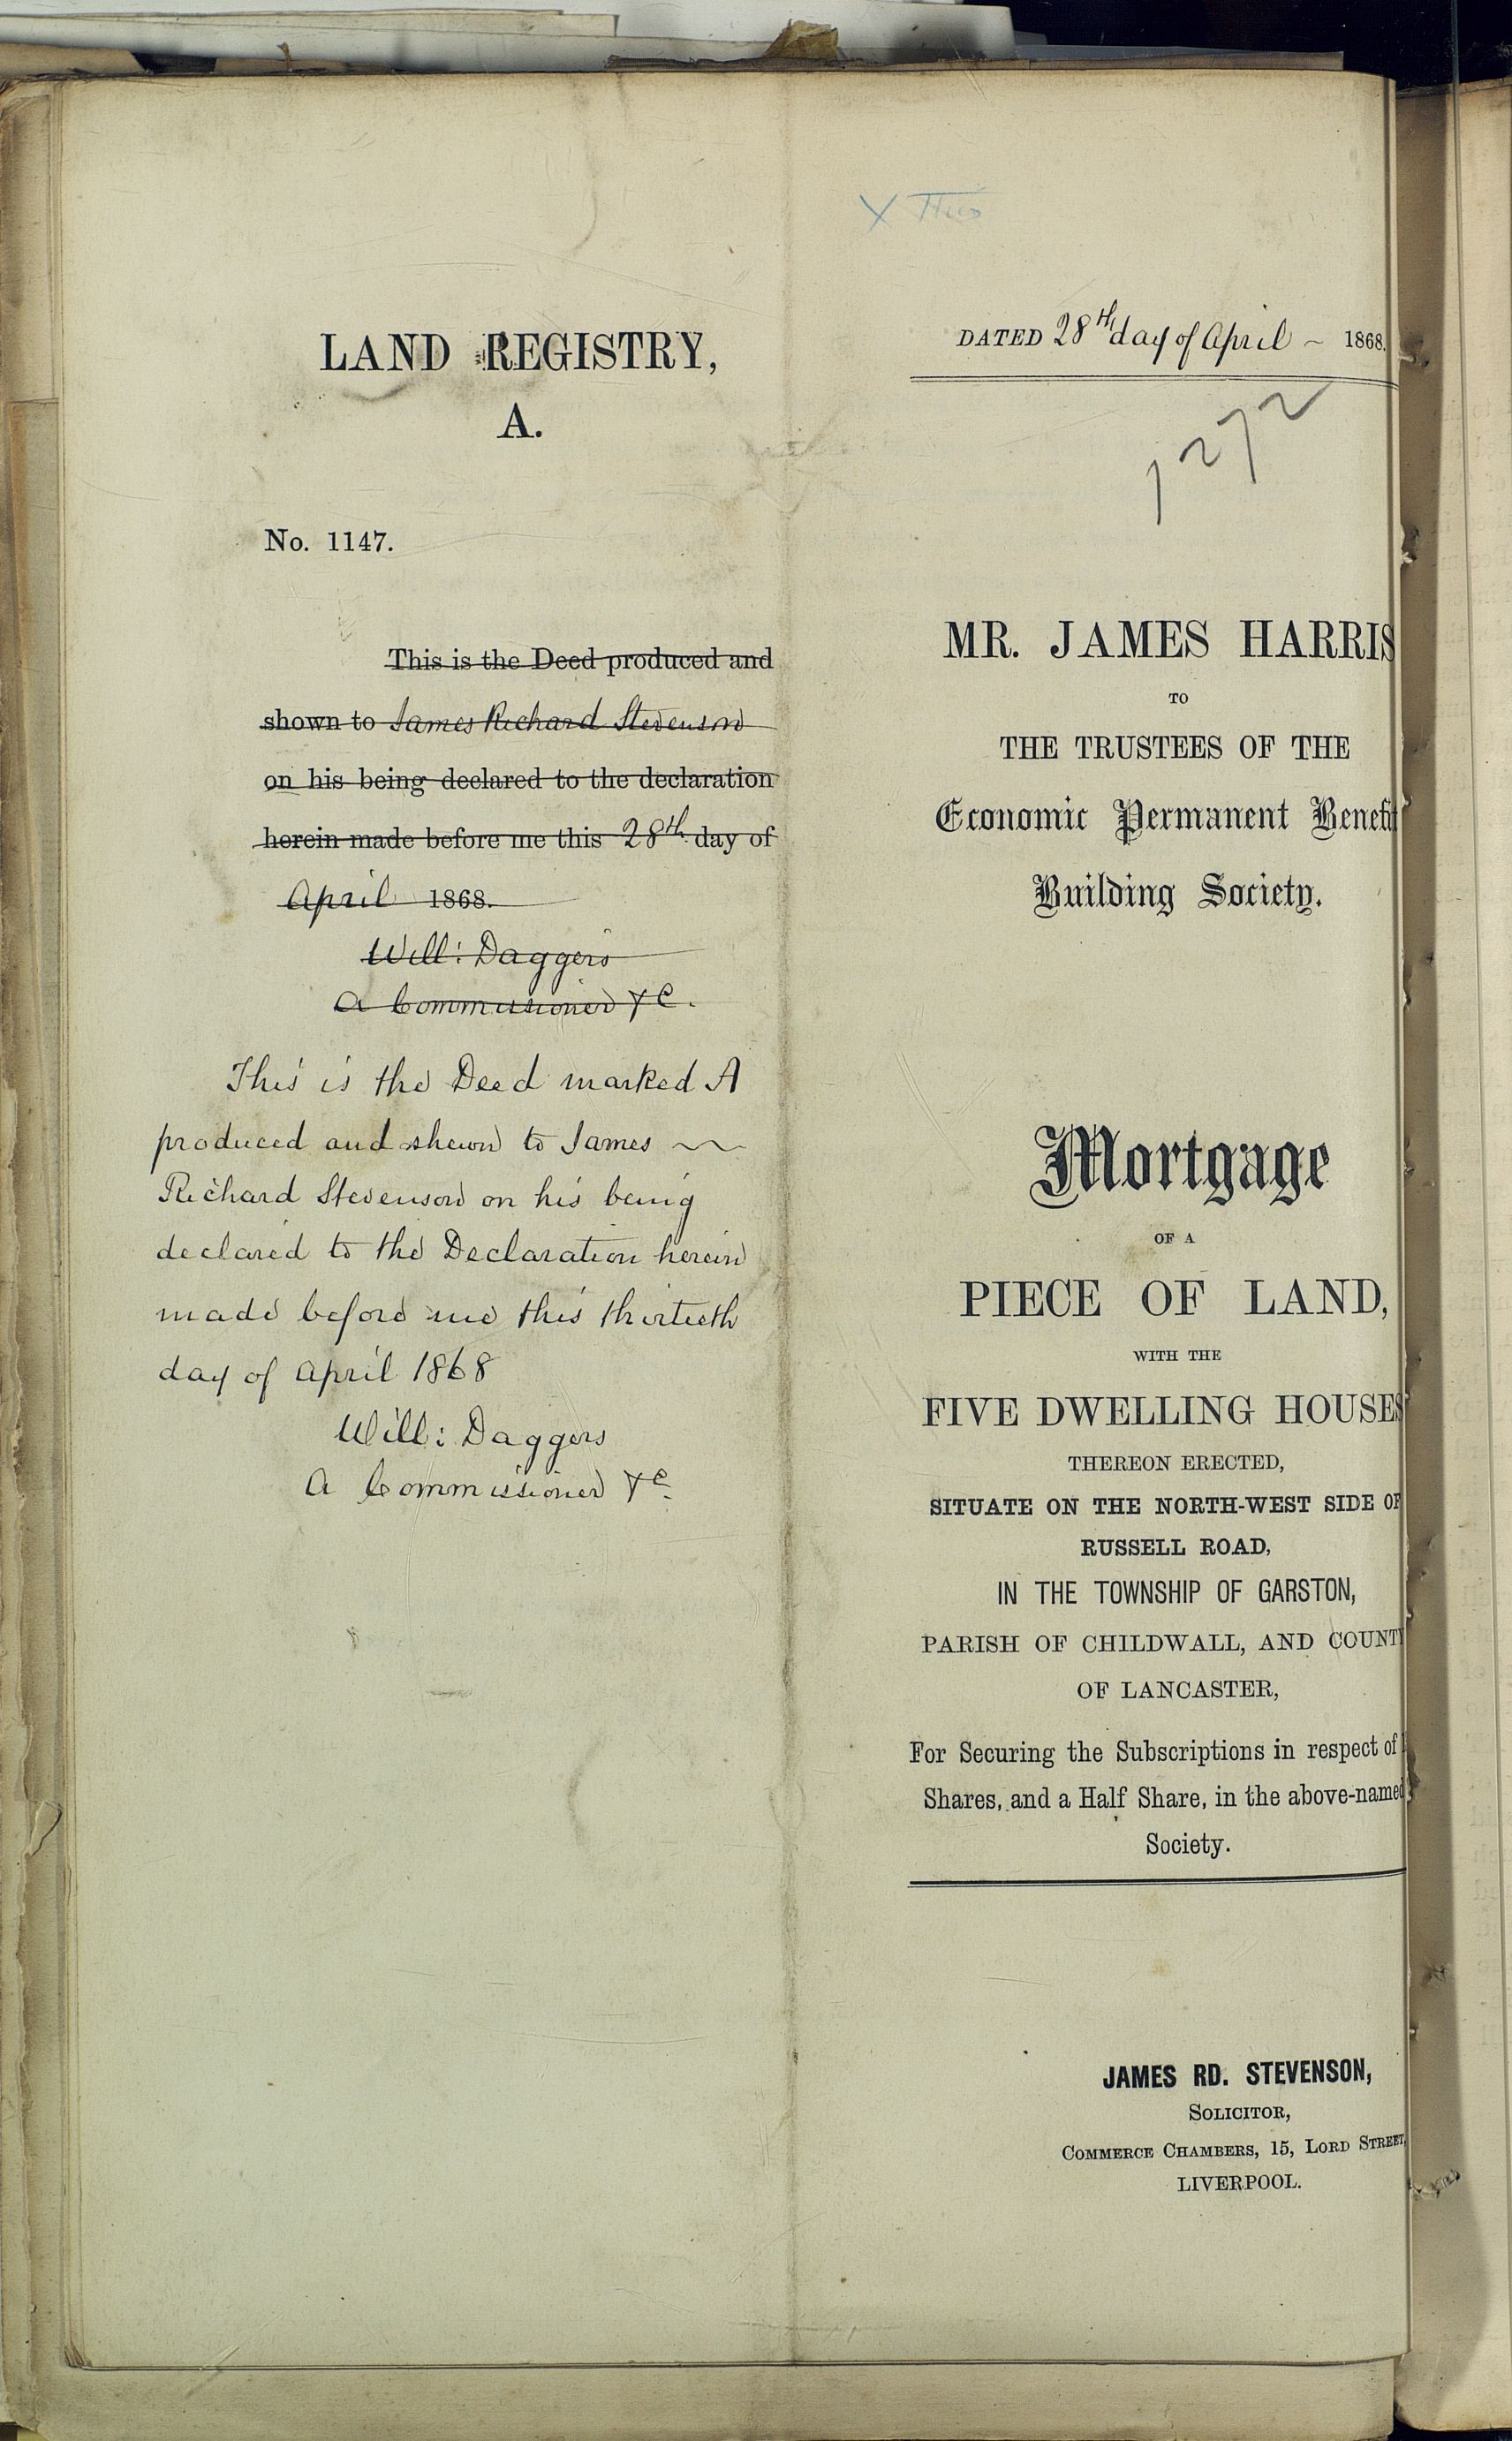 LAND REGISTRY,
A.
No. 1147.
This is the Deed produced and
shown to James Richard Stevenson
on his being declared to the declaration
herein made before me this 28th day of
April 1868.
Will: Daggers
A Commissioner &c.
This is the Deed marked A
produced and shewn to James
Richard Stevenson on his being
declared to the Declaration herein
made before me this thirtieth
day of April 1868
Will: Daggers
A Commissioner &c.
X This
DATED 28th day of April 1868.
1272
MR. JAMES HARRIS
TO
THE TRUSTEES OF THE
Economic Permanent Benefit
Building Society.
Mortgage
OF A
PIECE OF LAND,
WITH THE
FIVE DWELLING HOUSES
THEREON ERECTED,
SITUATE ON THE NORTH-WEST SIDE OF
RUSSELL ROAD,
IN THE TOWNSHIP OF GARSTON,
PARISH OF CHILDWALL, AND COUNTY
OF LANCASTER,
For Securing the Subscriptions in respect of
Shares, and a Half Share, in the above-named
Society.
JAMES RD. STEVENSON,
SOLICITOR,
COMMERCE CHAMBERS, 15, LORD STREET,
LIVERPOOL.